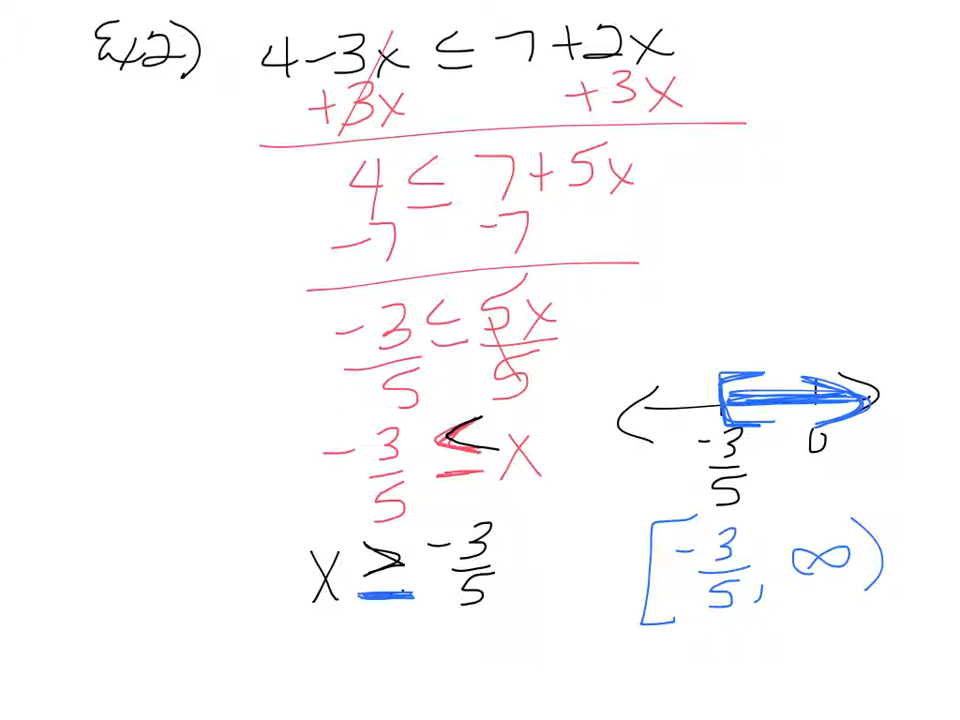 Ex2) 4-3x ≤ 7+2x
+3x +3x
4 ≤ 7+5x
-7 -7
-3 ≤ 5x
5 5
-3/5 ≤ x
x ≥ -3/5
-3/5 0
[-3/5, ∞)